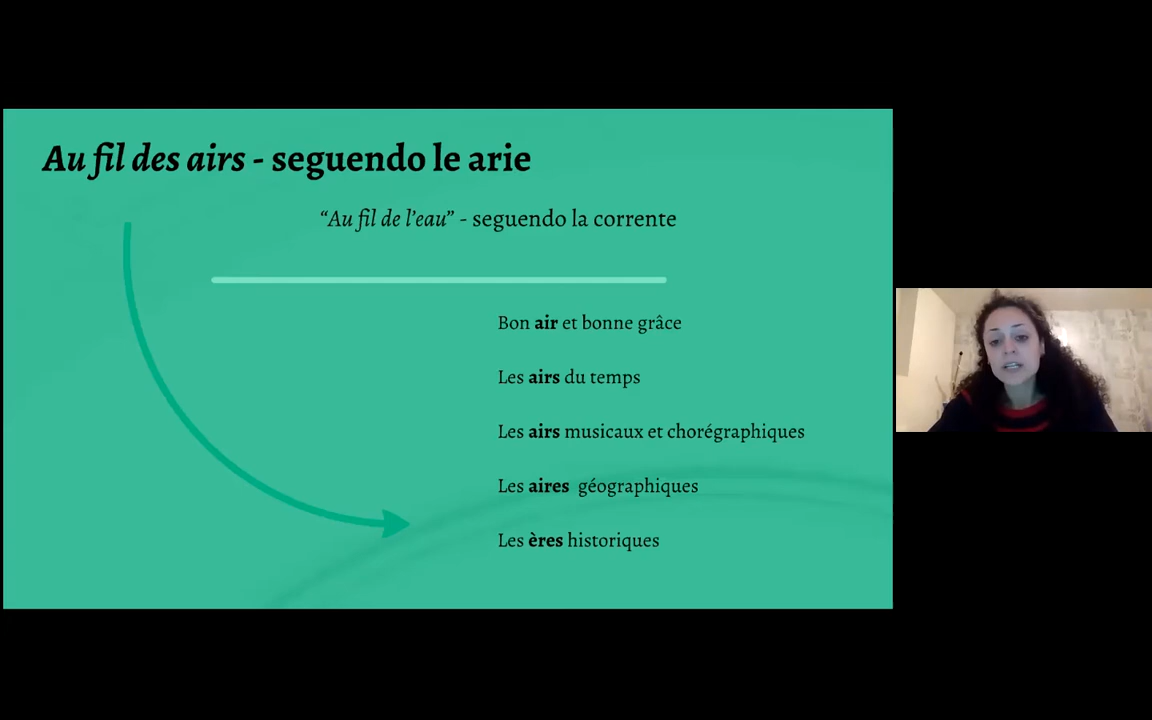 Au fil des airs - seguendo le arie
“Au fil de l’eau” - seguendo la corrente
Bon air et bonne grâce
Les airs du temps
Les airs musicaux et chorégraphiques
Les aires géographiques
Les ères historiques